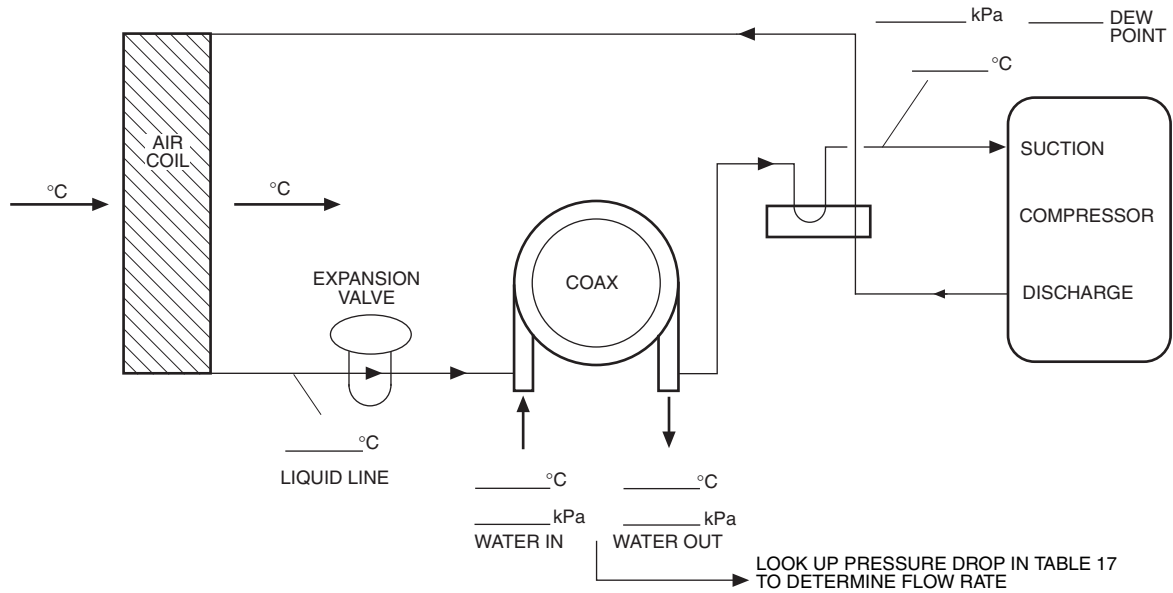 kPa
DEW
POINT
°C
AIR
COIL
°C
°C
SUCTION
COMPRESSOR
DISCHARGE
EXPANSION
VALVE
COAX
°C
LIQUID LINE
°C
°C
kPa
kPa
WATER IN
WATER OUT
LOOK UP PRESSURE DROP IN TABLE 17
TO DETERMINE FLOW RATE